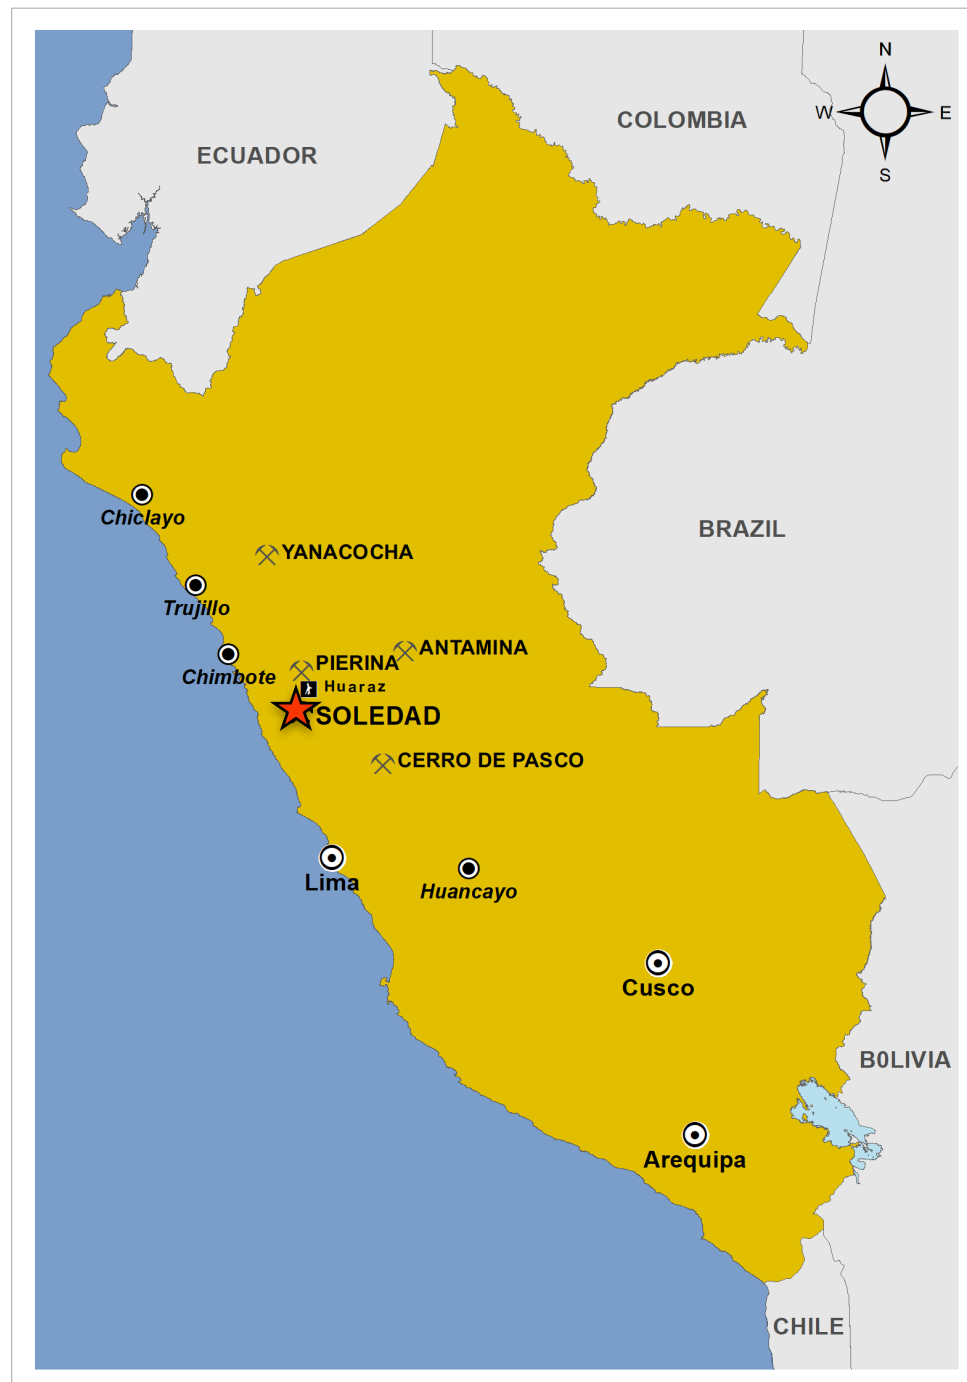 N
COLOMBIA
W
E
ECUADOR
S
Chiclayo
BRAZIL
YANACOCHA
Trujillo
ANTAMINA
PIERINA
Chimbote
Huaraz
SOLEDAD
CERRO DE PASCO
Lima
Huancayo
Cusco
B0LIVIA
Arequipa
CHILE